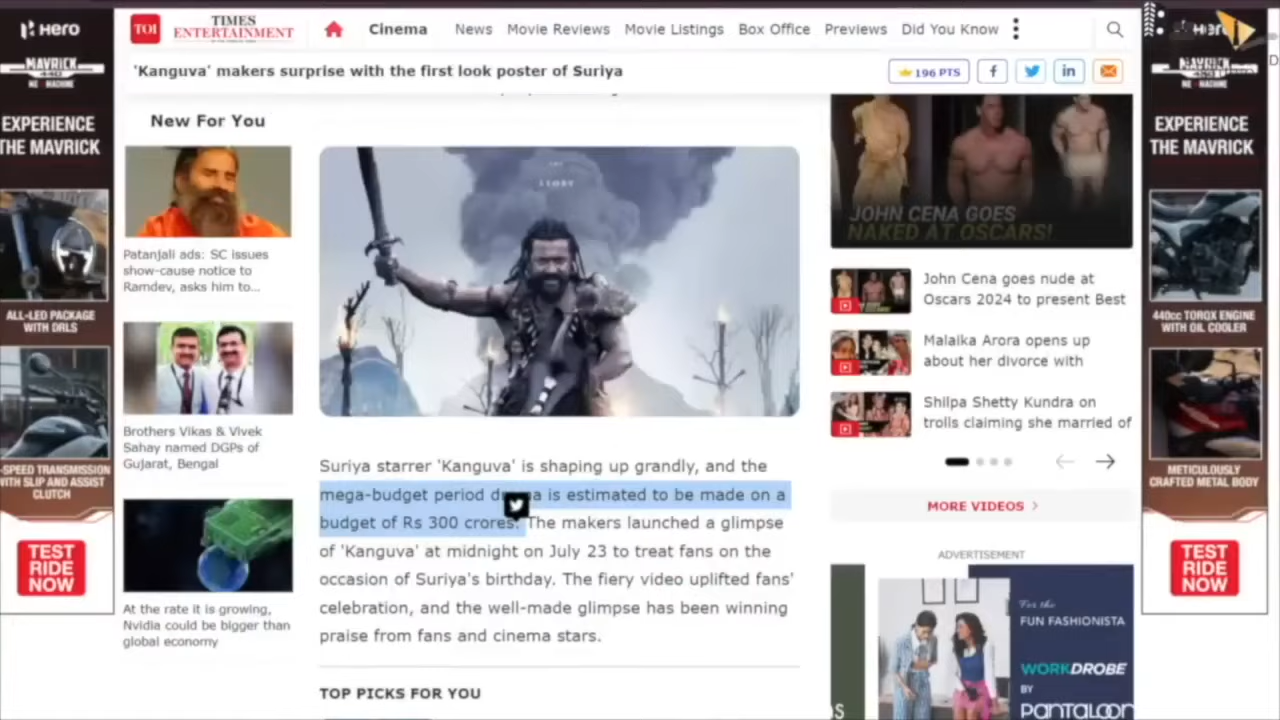 HERO
MAVRICK
EXPERIENCE
THE MAVRICK
ALL-LED PACKAGE
WITH DRLS
-SPEED TRANSMISSION
WITH SLIP AND ASSIST
CLUTCH
TEST
RIDE
NOW
TOI
TIMES
ENTERTAINMENT
Cinema
News
Movie Reviews
Movie Listings
Box Office
Previews
Did You Know
'Kanguva' makers surprise with the first look poster of Suriya
196 PTS
New For You
Patanjali ads: SC issues
show-cause notice to
Ramdev, asks him to...
Brothers Vikas & Vivek
Sahay named DGPs of
Gujarat, Bengal
At the rate it is growing,
Nvidia could be bigger than
global economy
Suriya starrer 'Kanguva' is shaping up grandly, and the
mega-budget period is estimated to be made on a
budget of Rs 300 crores. The makers launched a glimpse
of 'Kanguva' at midnight on July 23 to treat fans on the
occasion of Suriya's birthday. The fiery video uplifted fans'
celebration, and the well-made glimpse has been winning
praise from fans and cinema stars.
TOP PICKS FOR YOU
JOHN CENA GOES
NAKED AT OSCARS!
John Cena goes nude at
Oscars 2024 to present Best
Malaika Arora opens up
about her divorce with
Shilpa Shetty Kundra on
trolls claiming she married of
MORE VIDEOS
ADVERTISEMENT
For the
FUN FASHIONISTA
WORKDROBE
BY
PANTALOON
MAVRICK
EXPERIENCE
THE MAVRICK
440cc TORQX ENGINE
WITH OIL COOLER
METICULOUSLY
CRAFTED METAL BODY
TEST
RIDE
NOW